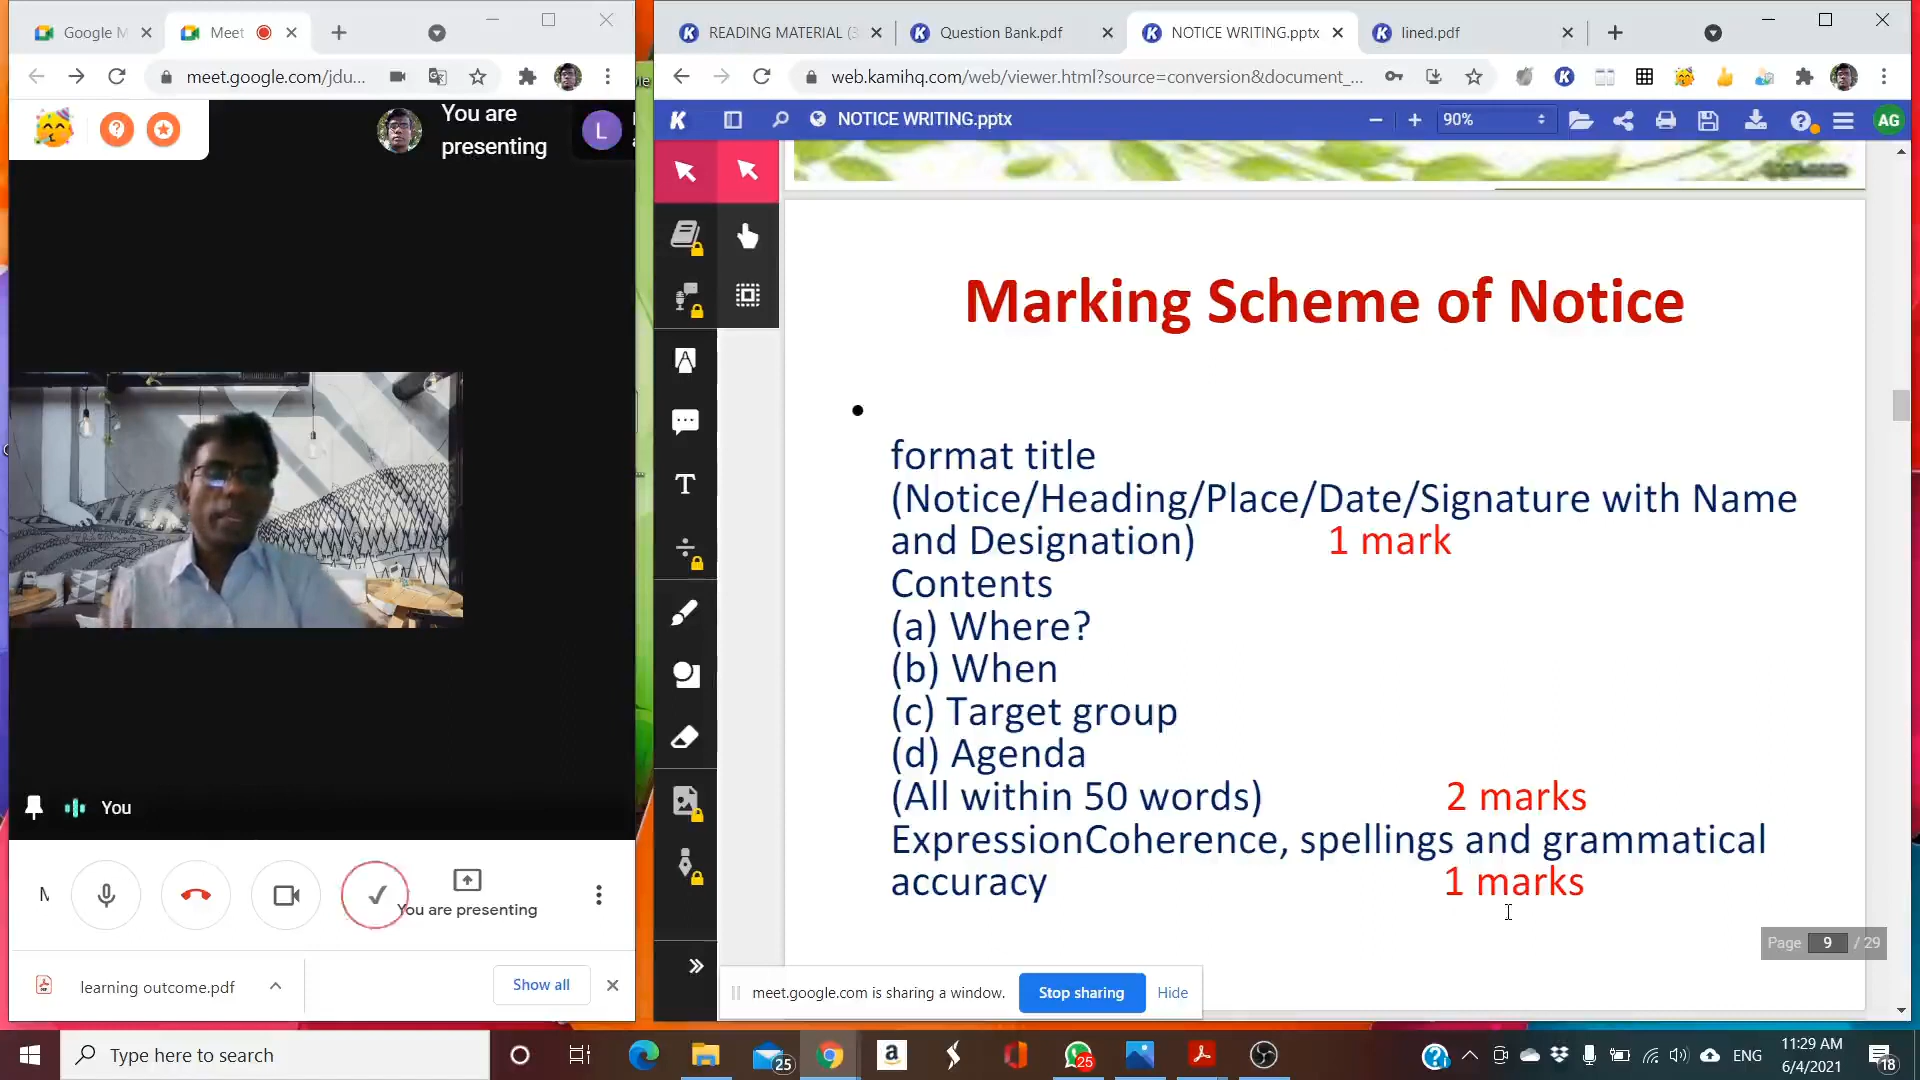 Google M
Meet
meet.google.com/jdu...
You are
presenting
L
You
You are presenting
learning outcome.pdf
Show all
READING MATERIAL (3
Question Bank.pdf
NOTICE WRITING.pptx
lined.pdf
web.kamihq.com/web/viewer.html?source=conversion&document_...
NOTICE WRITING.pptx
90%
AG
Marking Scheme of Notice
•
format title
(Notice/Heading/Place/Date/Signature with Name
and Designation) 1 mark
Contents
(a) Where?
(b) When
(c) Target group
(d) Agenda
(All within 50 words) 2 marks
ExpressionCoherence, spellings and grammatical
accuracy 1 marks
Page 9 / 29
meet.google.com is sharing a window. Stop sharing Hide
Type here to search
25
25
ENG
11:29 AM
6/4/2021
18